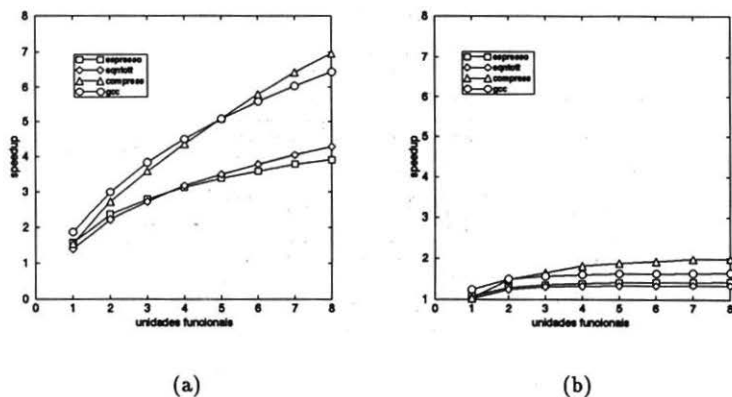 8
7
6
5
4
3
2
1
0
speedup
espresso
eqntott
compress
gcc
0 1 2 3 4 5 6 7 8
unidades funcionais
(a)
8
7
6
5
4
3
2
1
speedup
espresso
eqntott
compress
gcc
0 1 2 3 4 5 6 7 8
unidades funcionais
(b)